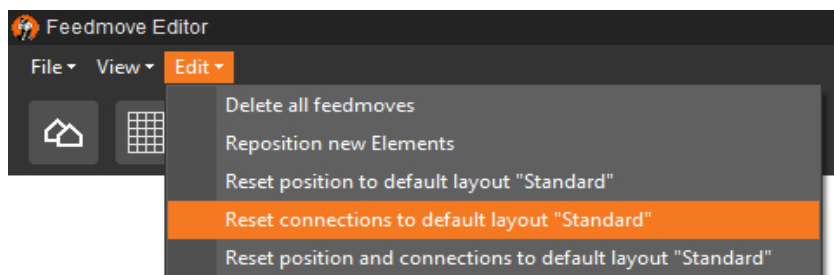 Feedmove Editor
File View Edit
Delete all feedmoves
Reposition new Elements
Reset position to default layout "Standard"
Reset connections to default layout "Standard"
Reset position and connections to default layout "Standard"